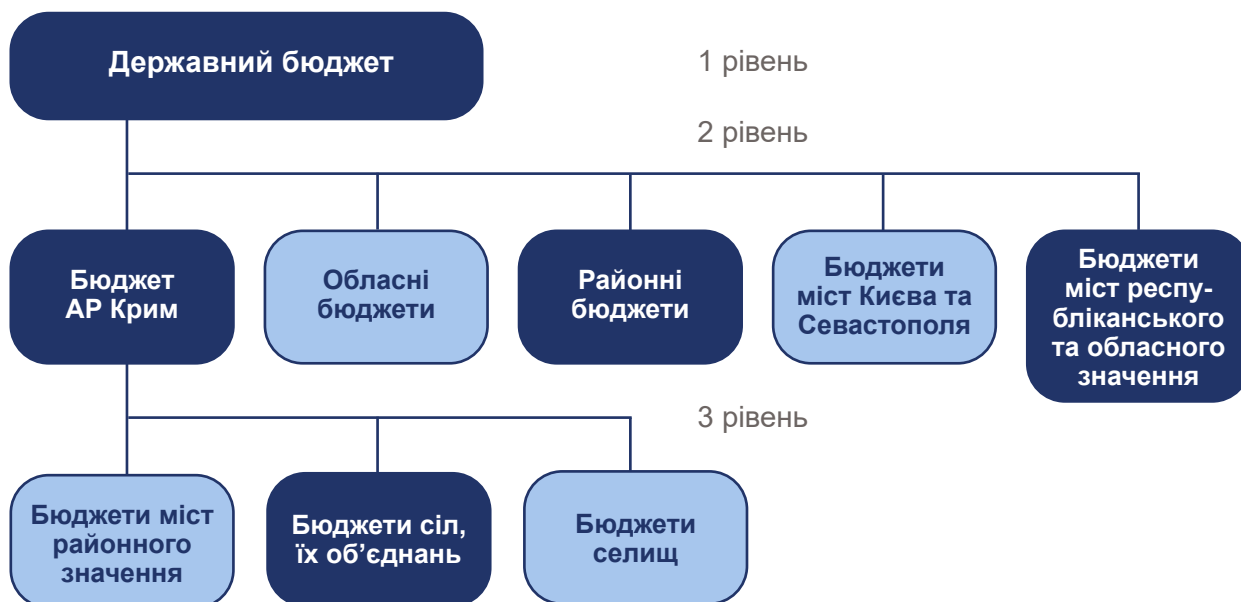 Державний бюджет
1 рівень
2 рівень
Бюджет
АР Крим
Обласні
бюджети
Районні
бюджети
Бюджети
міст Києва та
Севастополя
Бюджети
міст респу-
бліканського
та обласного
значення
3 рівень
Бюджети міст
районного
значення
Бюджети сіл,
їх об’єднань
Бюджети
селищ